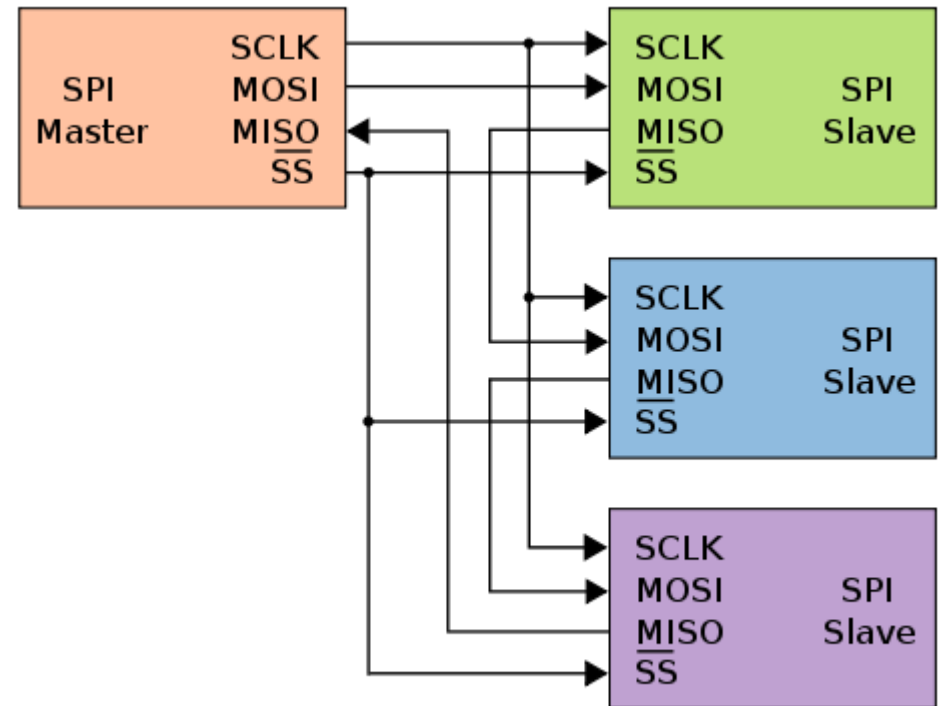 SCLK
SPI MOSI
Master MISO
SS
SCLK
MOSI SPI
MISO Slave
SS
SCLK
MOSI SPI
MISO Slave
SS
SCLK
MOSI SPI
MISO Slave
SS